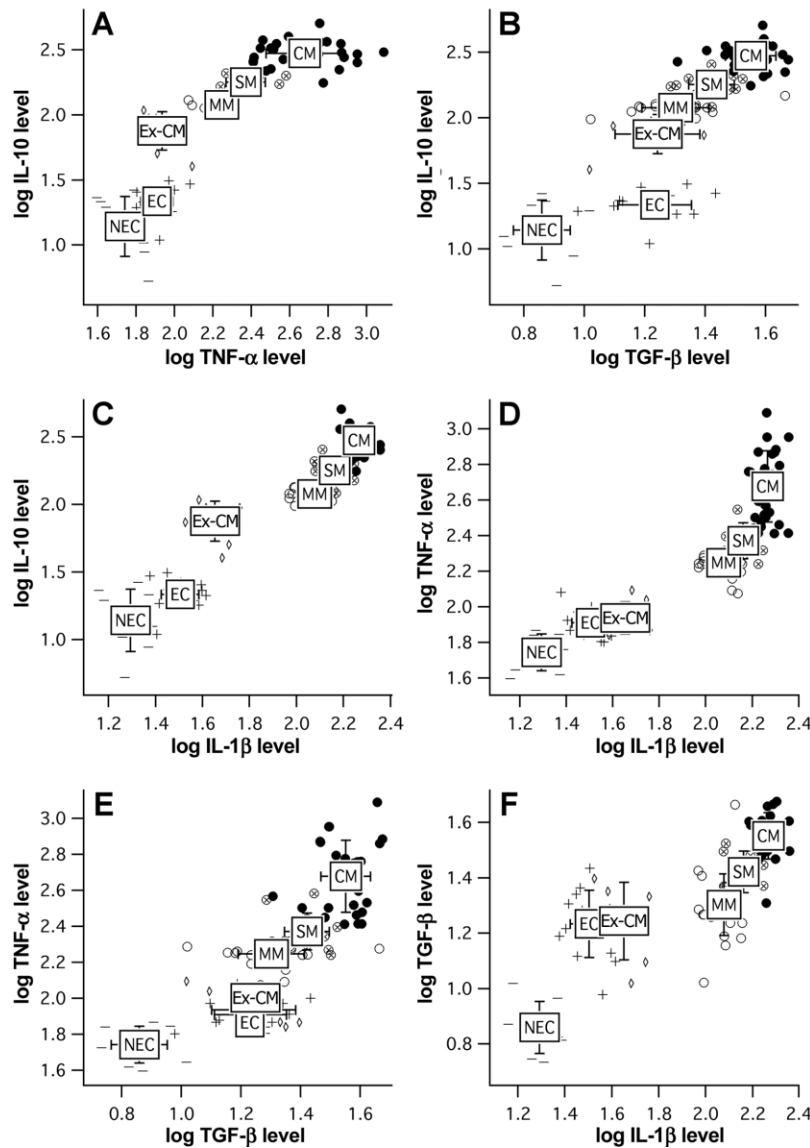 A
log IL-10 level
2.5
2.0
1.5
1.0
CM
SM
MM
Ex-CM
EC
NEC
1.6 1.8 2.0 2.2 2.4 2.6 2.8 3.0
log TNF-α level
B
log IL-10 level
2.5
2.0
1.5
1.0
CM
SM
MM
Ex-CM
EC
NEC
0.8 1.0 1.2 1.4 1.6
log TGF-β level
C
log IL-10 level
2.5
2.0
1.5
1.0
CM
SM
MM
Ex-CM
EC
NEC
1.2 1.4 1.6 1.8 2.0 2.2 2.4
log IL-1β level
D
log TNF-α level
3.0
2.8
2.6
2.4
2.2
2.0
1.8
1.6
CM
SM
MM
EC Ex-CM
NEC
1.2 1.4 1.6 1.8 2.0 2.2 2.4
log IL-1β level
E
log TNF-α level
3.0
2.8
2.6
2.4
2.2
2.0
1.8
1.6
CM
SM
MM
Ex-CM
EC
NEC
0.8 1.0 1.2 1.4 1.6
log TGF-β level
F
log TGF-β level
1.6
1.4
1.2
1.0
0.8
CM
SM
MM
EC Ex-CM
NEC
1.2 1.4 1.6 1.8 2.0 2.2 2.4
log IL-1β level